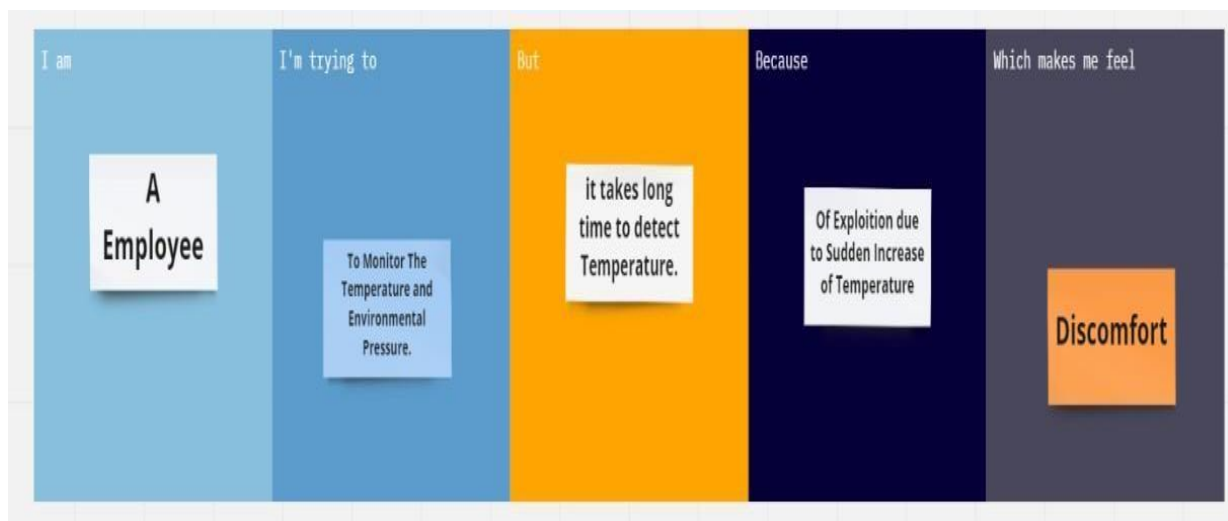 I am
A
Employee
I'm trying to
To Monitor The
Temperature and
Environmental
Pressure.
But
it takes long
time to detect
Temperature.
Because
Of Exploition due
to Sudden Increase
of Temperature
Which makes me feel
Discomfort